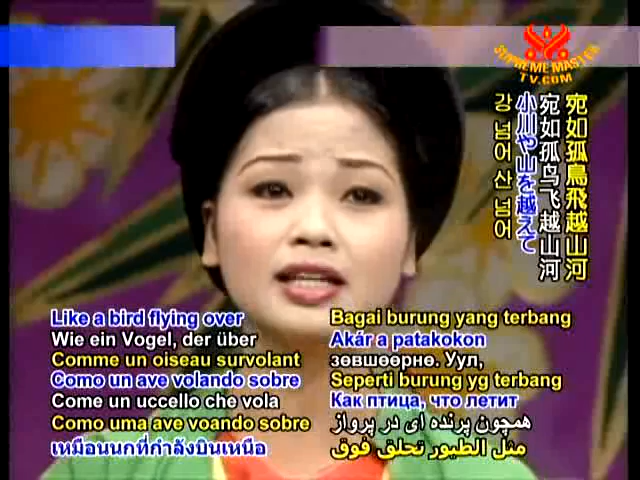 SUPREME MASTER
TV.COM
宛如孤鳥飛越山河
宛如孤鸟飞越山河
小川や山を越えて
강 넘어 산 넘어
Like a bird flying over
Wie ein Vogel, der über
Comme un oiseau survolant
Como un ave volando sobre
Come un uccello che vola
Como uma ave voando sobre
เหมือนนกที่กำลังบินเหนือ
Bagai burung yang terbang
Akár a patakokon
зөвшөөрнө. Уул,
Seperti burung yg terbang
Как птица, что летит
همچون پرنده ای در پرواز
مثل الطيور تحلق فوق